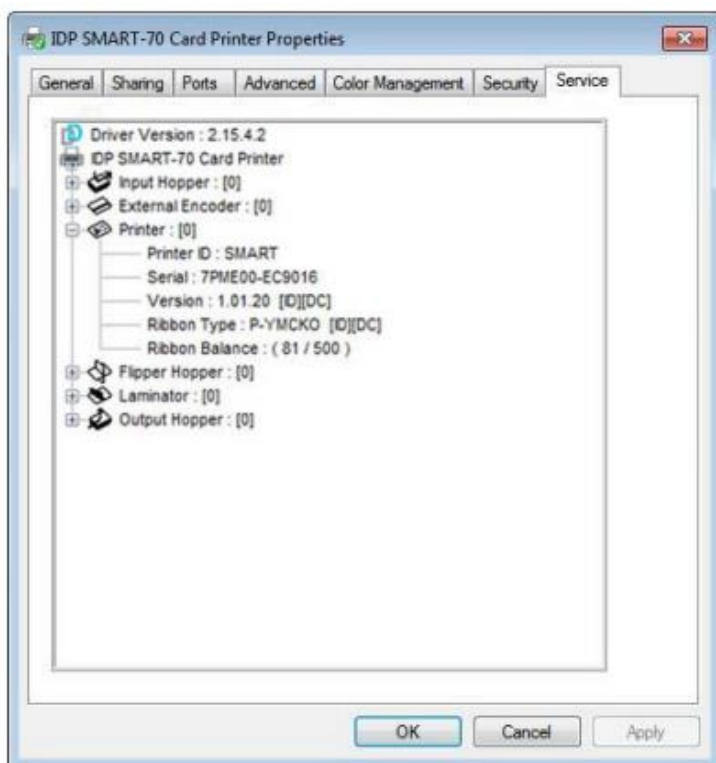 IDP SMART-70 Card Printer Properties
General Sharing Ports Advanced Color Management Security Service
Driver Version : 2.15.4.2
IDP SMART-70 Card Printer
Input Hopper : [0]
External Encoder : [0]
Printer : [0]
Printer ID : SMART
Serial : 7PME00-EC9016
Version : 1.01.20 [ID][DC]
Ribbon Type : P-YMCKO [ID][DC]
Ribbon Balance : ( 81 / 500 )
Flipper Hopper : [0]
Laminator : [0]
Output Hopper : [0]
OK Cancel Apply